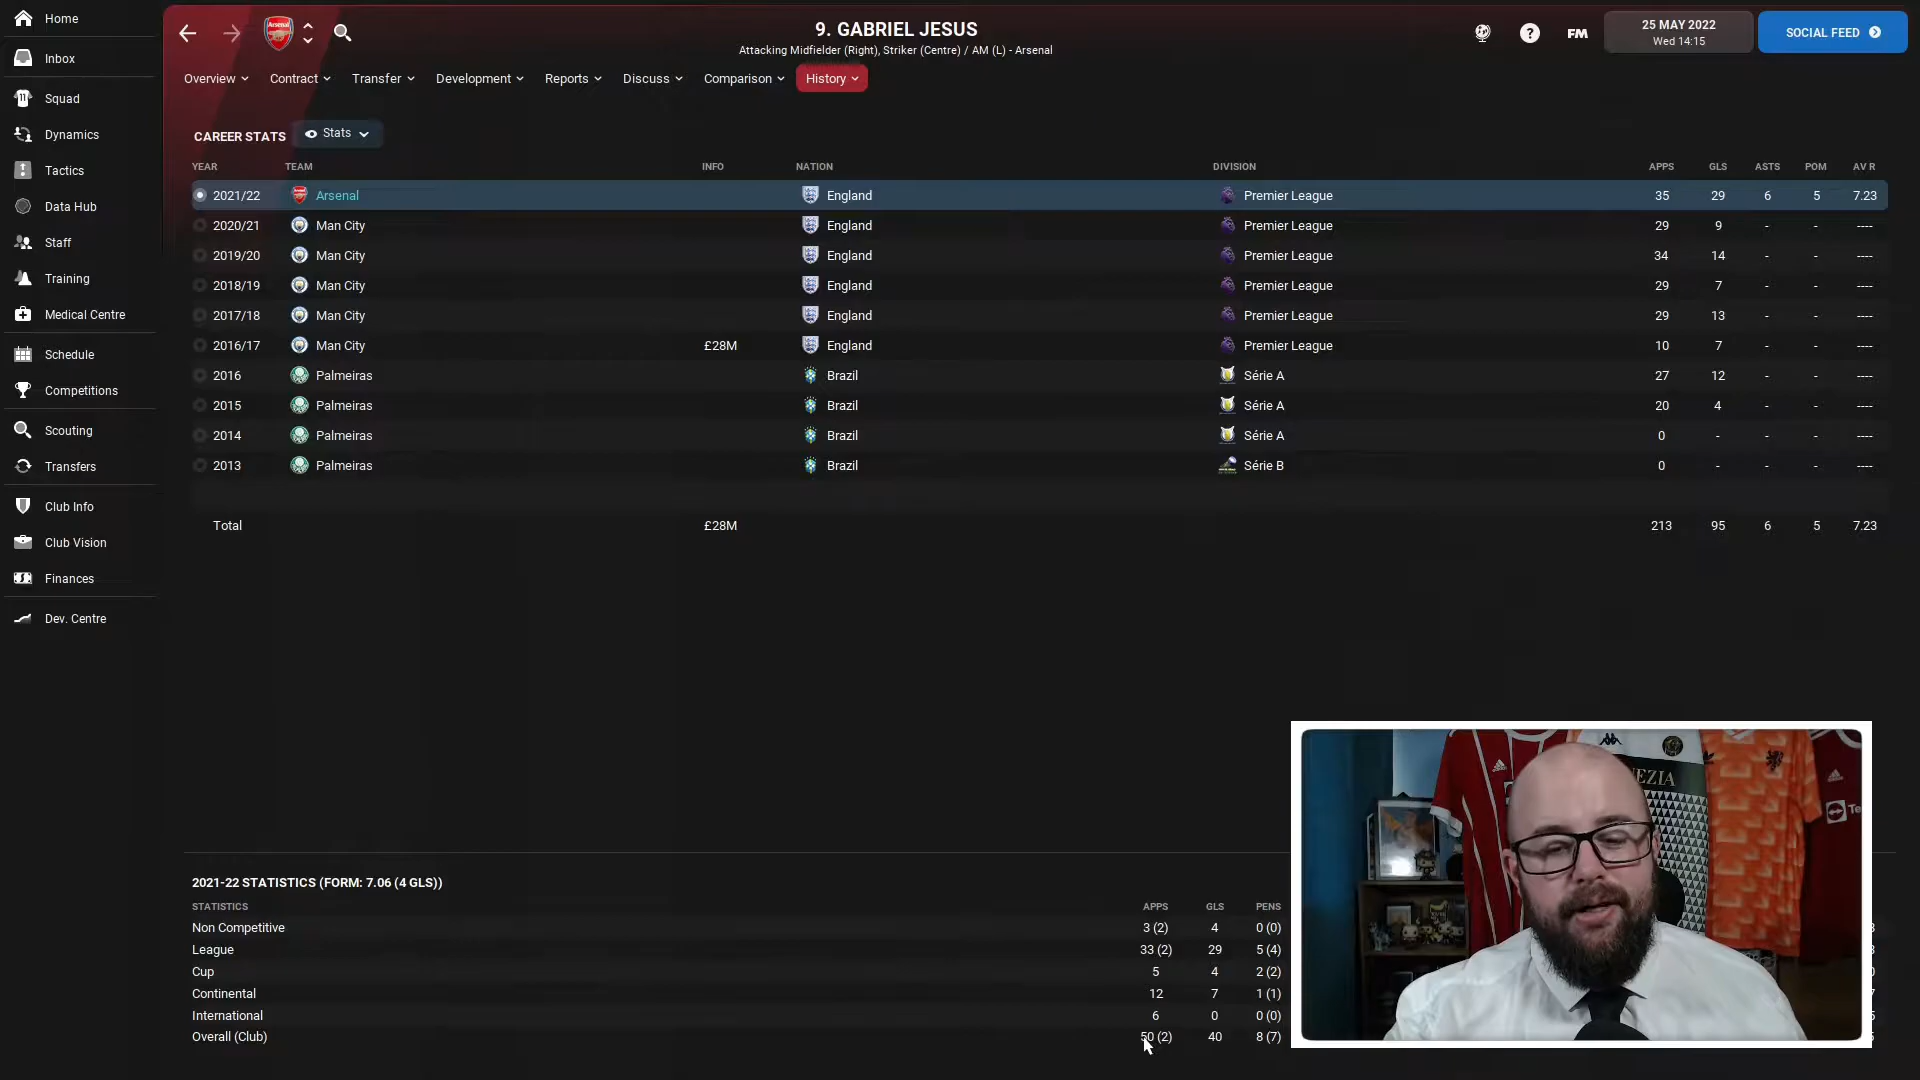 Home
Inbox
Squad
Dynamics
Tactics
Data Hub
Staff
Training
Medical Centre
Schedule
Competitions
Scouting
Transfers
Club Info
Club Vision
Finances
Dev. Centre
9. GABRIEL JESUS
Attacking Midfielder (Right), Striker (Centre) / AM (L) - Arsenal
FM
25 MAY 2022
Wed 14:15
SOCIAL FEED
Overview Contract Transfer Development Reports Discuss Comparison History
CAREER STATS Stats
YEAR TEAM INFO NATION DIVISION APPS GLS ASTS POM AV R
2021/22 Arsenal England Premier League 35 29 6 5 7.23
2020/21 Man City England Premier League 29 9 - - ----
2019/20 Man City England Premier League 34 14 - - ----
2018/19 Man City England Premier League 29 7 - - ----
2017/18 Man City England Premier League 29 13 - - ----
2016/17 Man City £28M England Premier League 10 7 - - ----
2016 Palmeiras Brazil Série A 27 12 - - ----
2015 Palmeiras Brazil Série A 20 4 - - ----
2014 Palmeiras Brazil Série A 0 - - - ----
2013 Palmeiras Brazil Série B 0 - - - ----
Total £28M 213 95 6 5 7.23
2021-22 STATISTICS (FORM: 7.06 (4 GLS))
STATISTICS APPS GLS PENS
Non Competitive 3 (2) 4 0 (0)
League 33 (2) 29 5 (4)
Cup 5 4 2 (2)
Continental 12 7 1 (1)
International 6 0 0 (0)
Overall (Club) 50 (2) 40 8 (7)